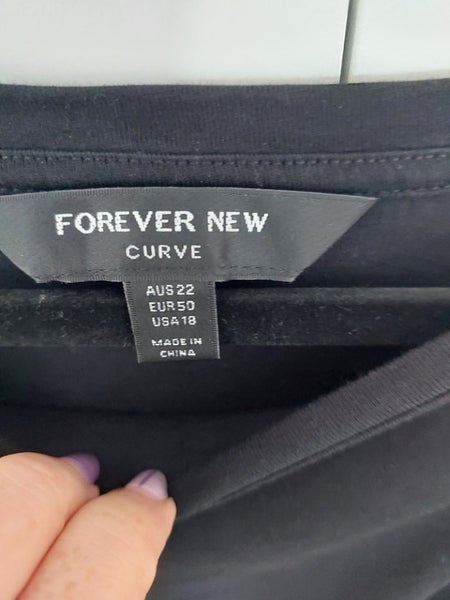 FOREVER NEW
CURVE
AUS 22
EUR 50
USA 18
MADE IN
CHINA